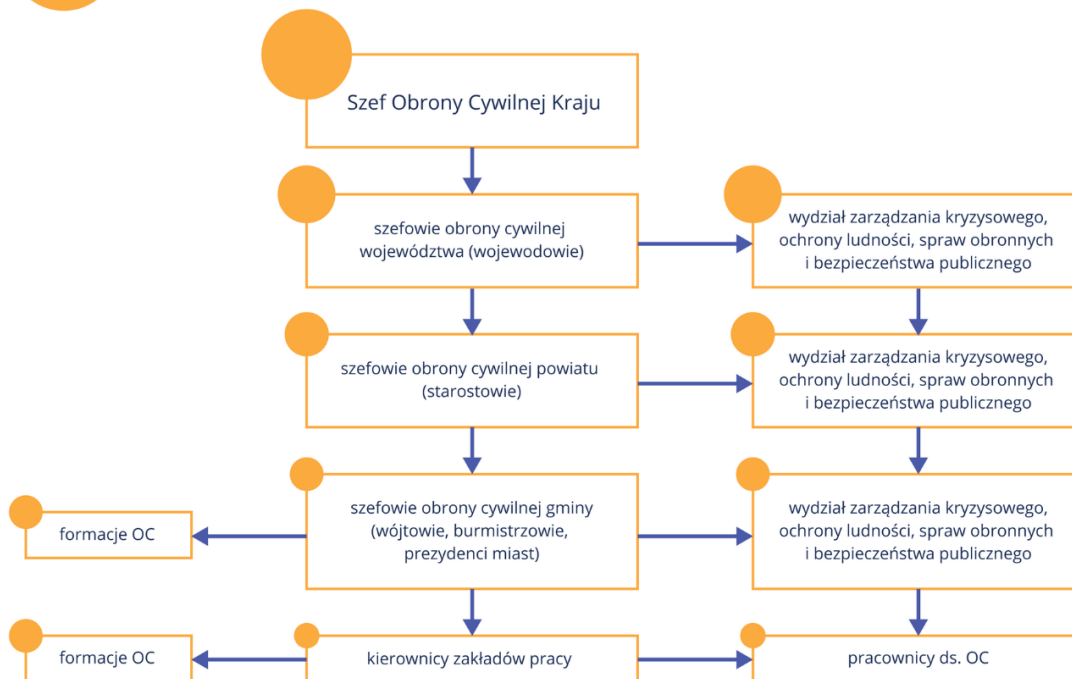 Szef Obrony Cywilnej Kraju
szefowie obrony cywilnej
województwa (wojewodowie)
wydział zarządzania kryzysowego,
ochrony ludności, spraw obronnych
i bezpieczeństwa publicznego
szefowie obrony cywilnej powiatu
(starostowie)
wydział zarządzania kryzysowego,
ochrony ludności, spraw obronnych
i bezpieczeństwa publicznego
formacje OC
szefowie obrony cywilnej gminy
(wójtowie, burmistrzowie,
prezydenci miast)
wydział zarządzania kryzysowego,
ochrony ludności, spraw obronnych
i bezpieczeństwa publicznego
formacje OC
kierownicy zakładów pracy
pracownicy ds. OC